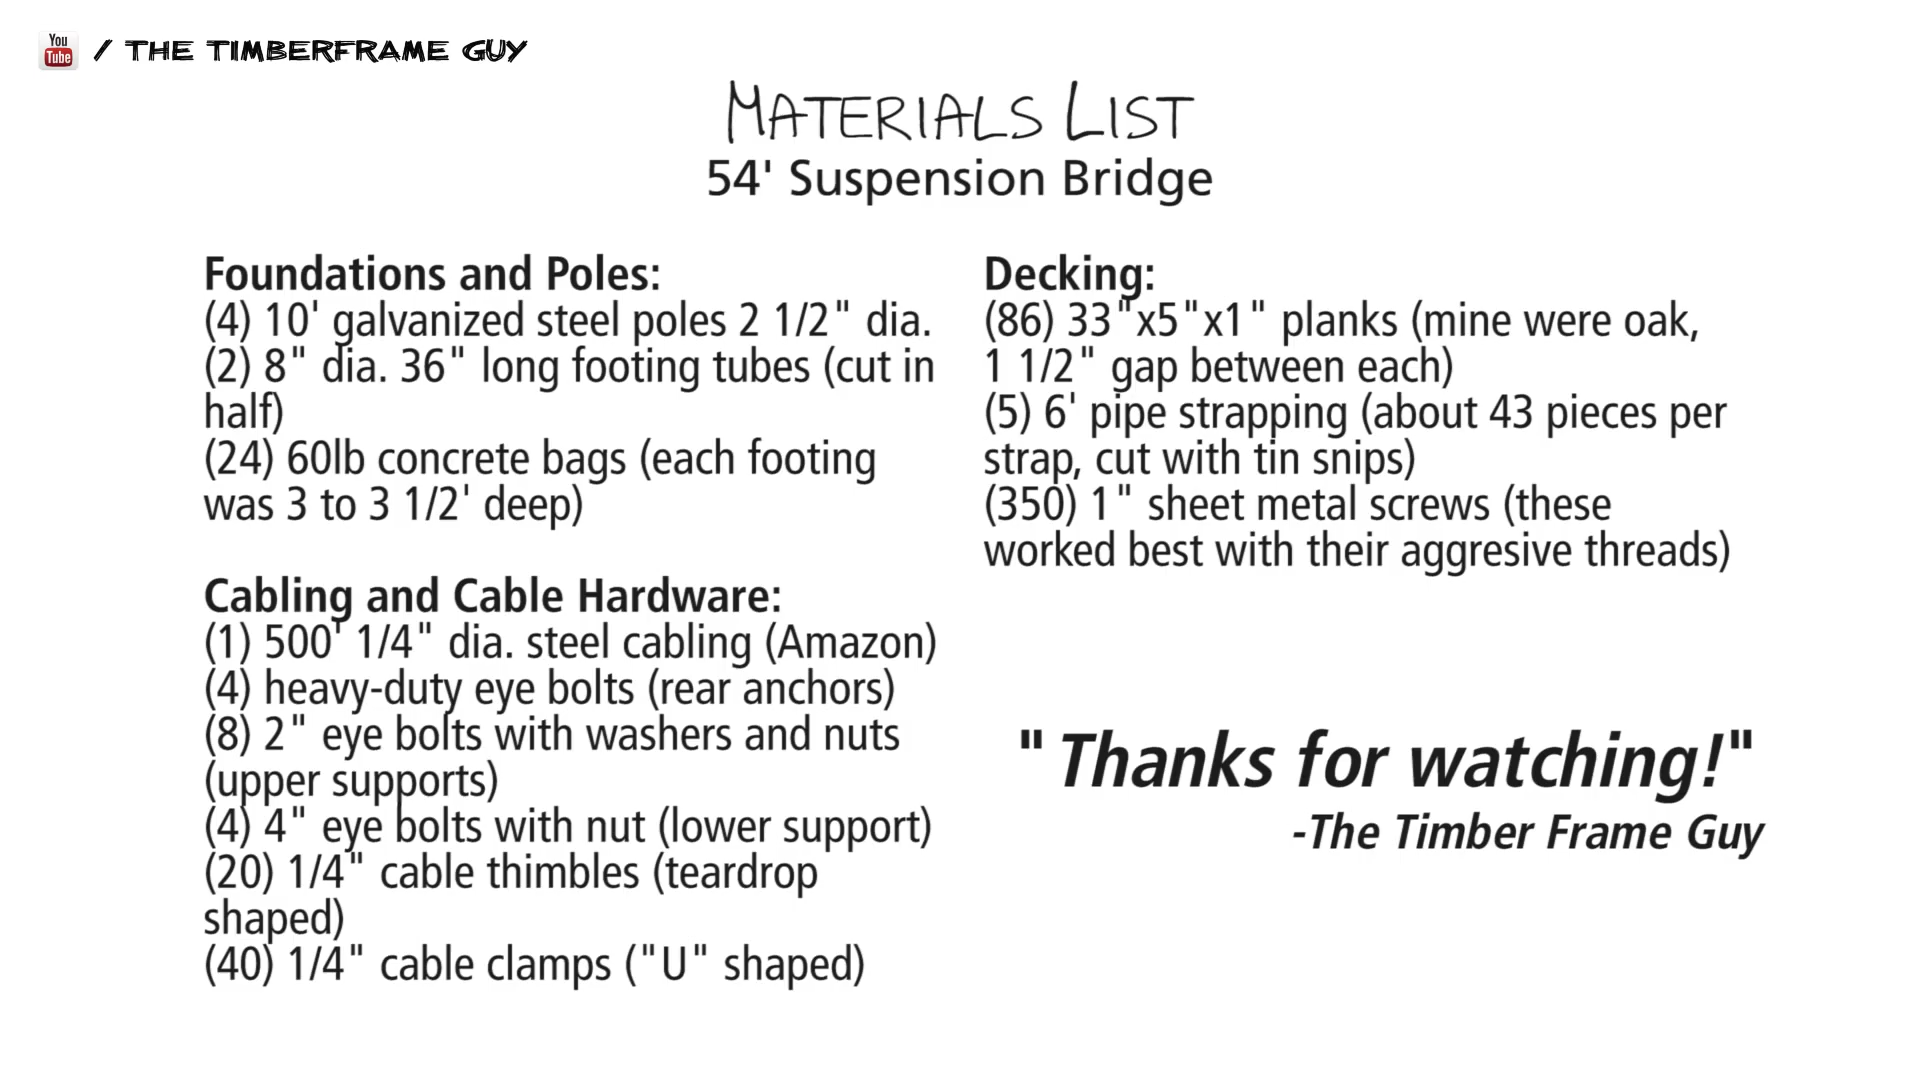 You
Tube
/ THE TIMBERFRAME GUY
MATERIALS LIST
54' Suspension Bridge
Foundations and Poles:
(4) 10' galvanized steel poles 2 1/2" dia.
(2) 8" dia. 36" long footing tubes (cut in
half)
(24) 60lb concrete bags (each footing
was 3 to 3 1/2' deep)
Cabling and Cable Hardware:
(1) 500' 1/4" dia. steel cabling (Amazon)
(4) heavy-duty eye bolts (rear anchors)
(8) 2" eye bolts with washers and nuts
(upper supports)
(4) 4" eye bolts with nut (lower support)
(20) 1/4" cable thimbles (teardrop
shaped)
(40) 1/4" cable clamps ("U" shaped)
Decking:
(86) 33"x5"x1" planks (mine were oak,
1 1/2" gap between each)
(5) 6' pipe strapping (about 43 pieces per
strap, cut with tin snips)
(350) 1" sheet metal screws (these
worked best with their aggresive threads)
"Thanks for watching!"
-The Timber Frame Guy